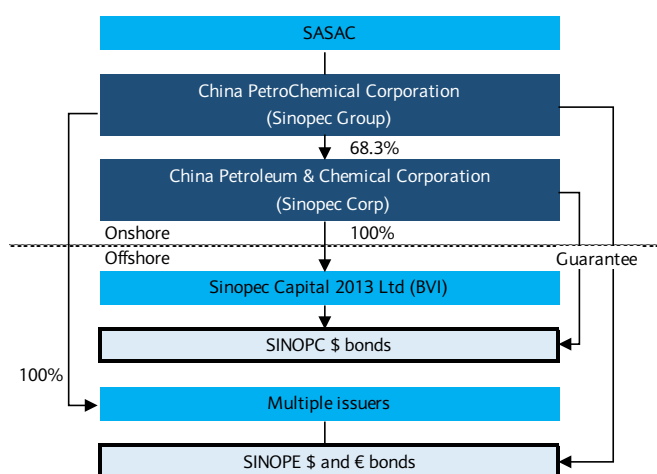 SASAC
China PetroChemical Corporation
(Sinopec Group)
68.3%
China Petroleum & Chemical Corporation
(Sinopec Corp)
Onshore
100%
Offshore
Guarantee
Sinopec Capital 2013 Ltd (BVI)
SINOPC $ bonds
100%
Multiple issuers
SINOPE $ and € bonds